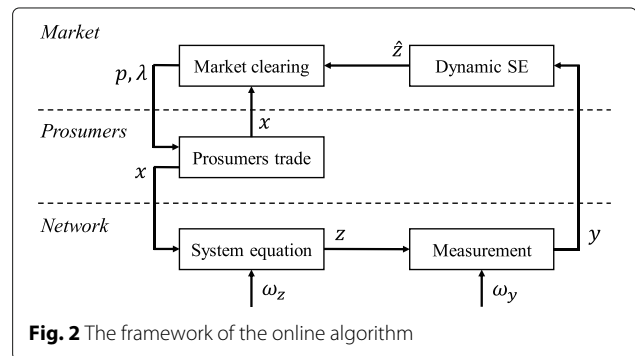 Market
ẑ
Market clearing
Dynamic SE
p, λ
x
Prosumers
Prosumers trade
x
Network
z
y
System equation
Measurement
ω_z
ω_y
Fig. 2 The framework of the online algorithm